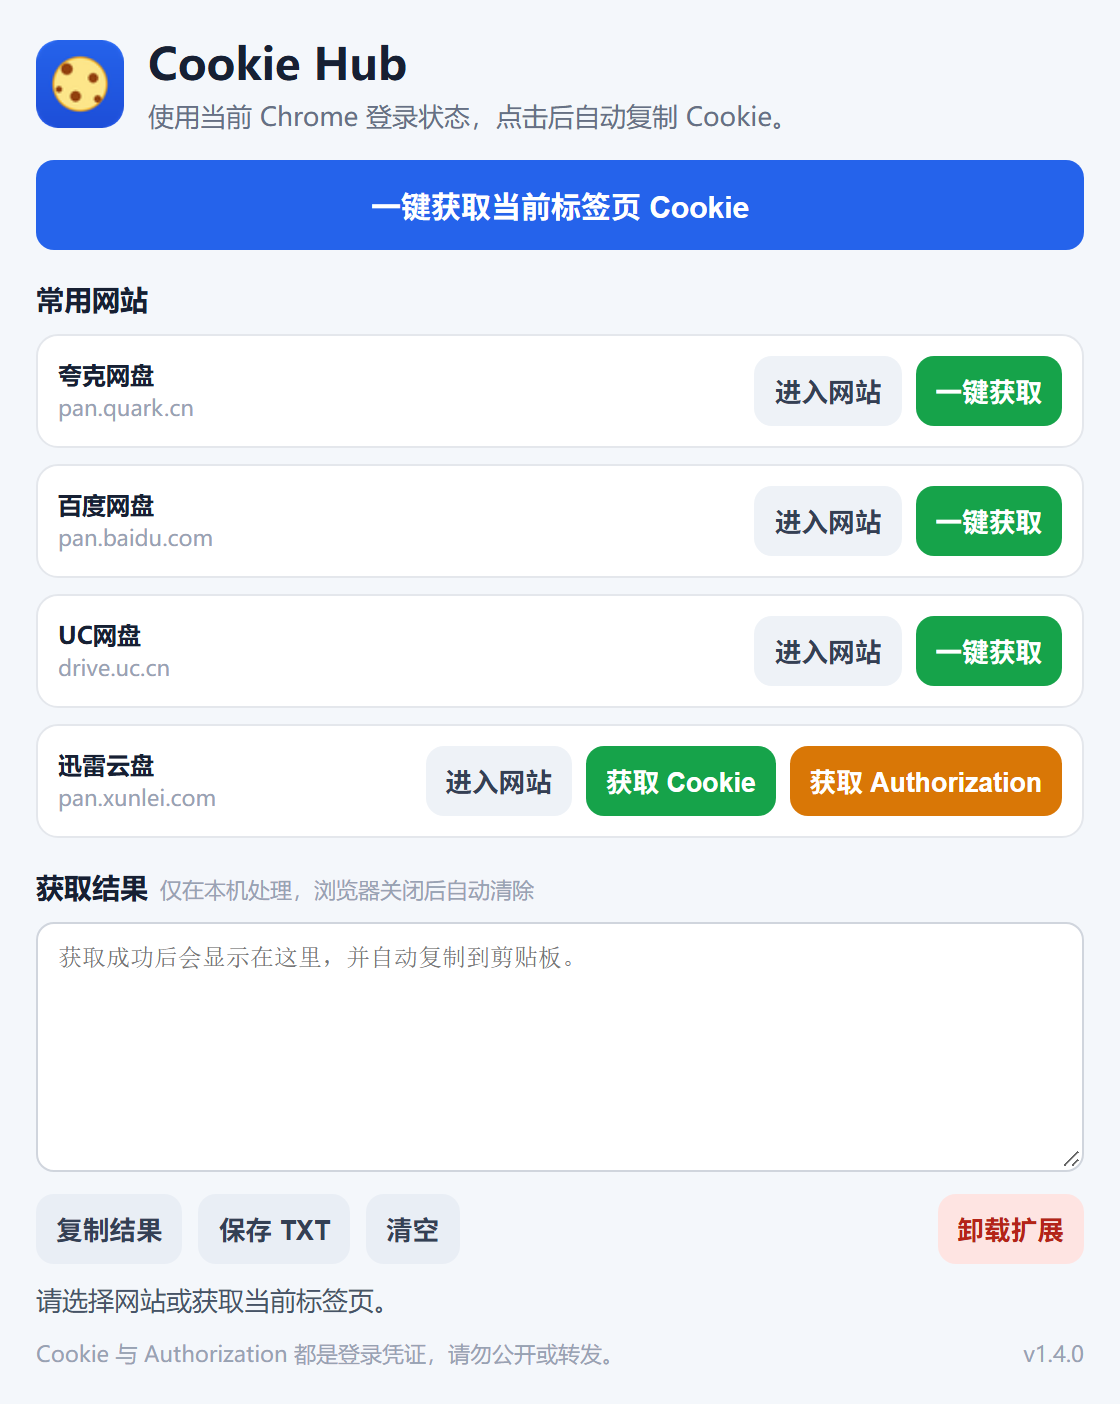 Cookie Hub
使用当前 Chrome 登录状态，点击后自动复制 Cookie。
一键获取当前标签页 Cookie
常用网站
夸克网盘
pan.quark.cn
进入网站
一键获取
百度网盘
pan.baidu.com
进入网站
一键获取
UC网盘
drive.uc.cn
进入网站
一键获取
迅雷云盘
pan.xunlei.com
进入网站
获取 Cookie
获取 Authorization
获取结果 仅在本机处理，浏览器关闭后自动清除
获取成功后会显示在这里，并自动复制到剪贴板。
复制结果
保存 TXT
清空
卸载扩展
请选择网站或获取当前标签页。
Cookie 与 Authorization 都是登录凭证，请勿公开或转发。
v1.4.0